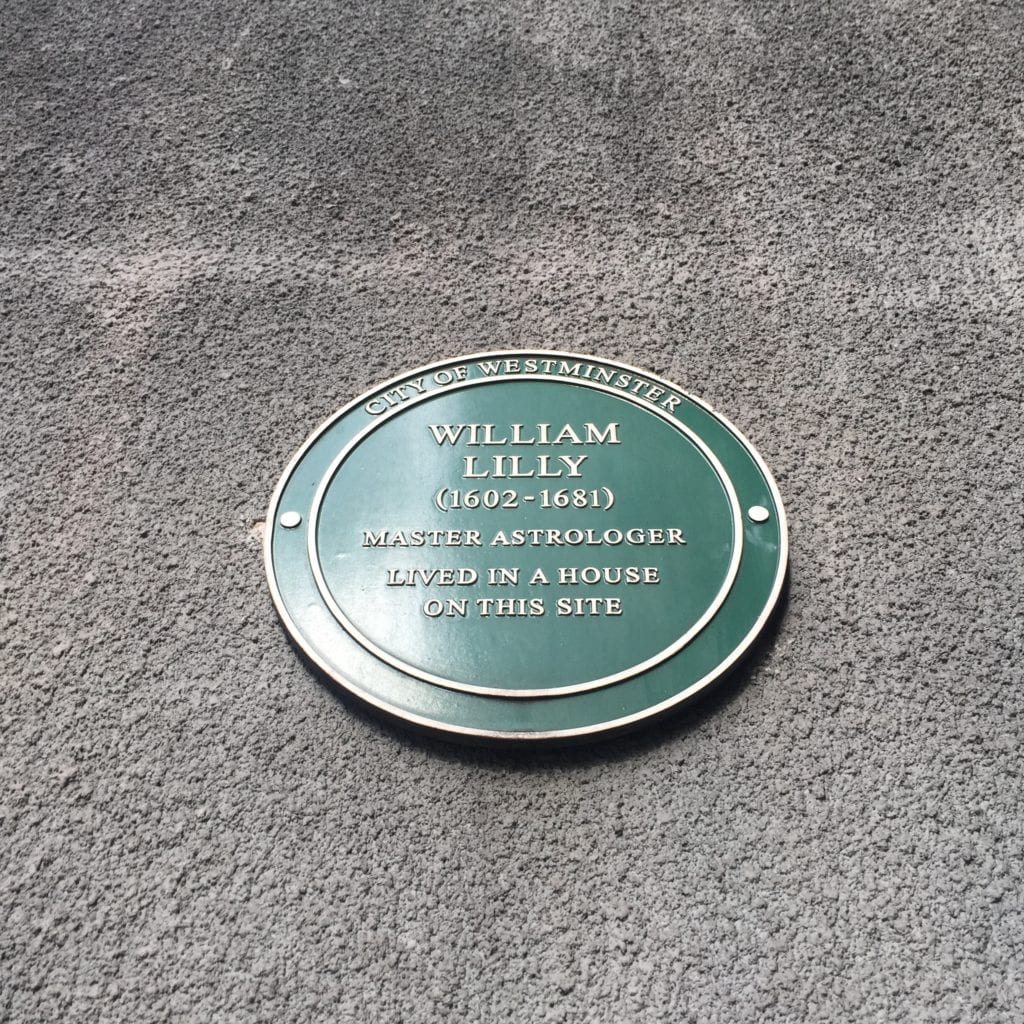 CITY OF WESTMINSTER
WILLIAM
LILLY
(1602-1681)
MASTER ASTROLOGER
LIVED IN A HOUSE
ON THIS SITE